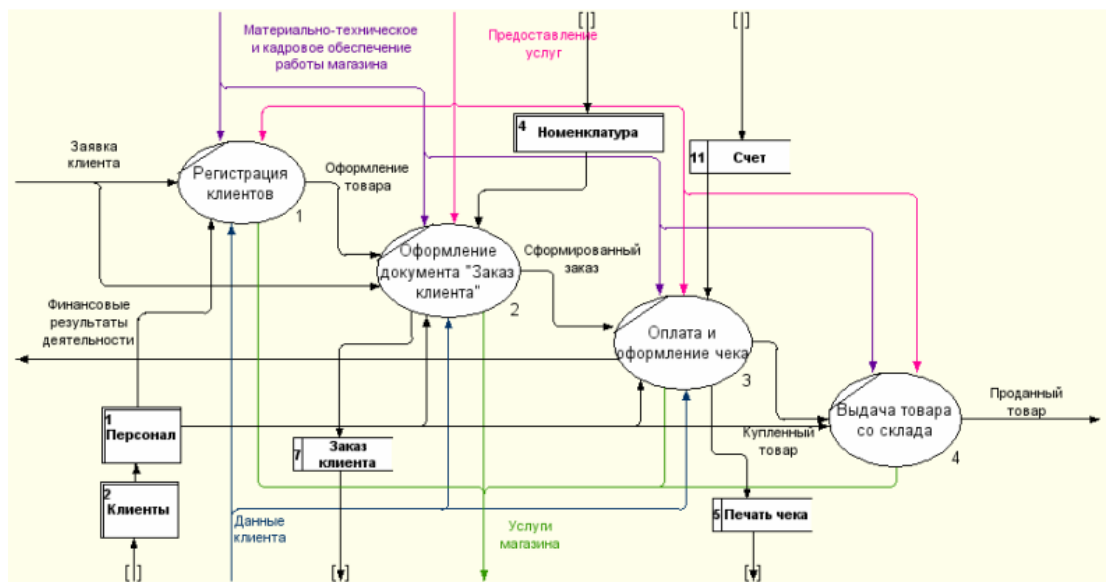 Материально-техническое
и кадровое обеспечение
работы магазина
Предоставление
услуг
4
Номенклатура
11
Счет
Заявка
клиента
Регистрация
клиентов
1
Оформление
товара
Оформление
документа "Заказ
клиента"
2
Сформированный
заказ
Финансовые
результаты
деятельности
Оплата и
оформление чека
3
Выдача товара
со склада
4
Проданный
товар
1
Персонал
7
Заказ
клиента
Купленный
товар
2
Клиенты
Данные
клиента
Услуги
магазина
5
Печать чека